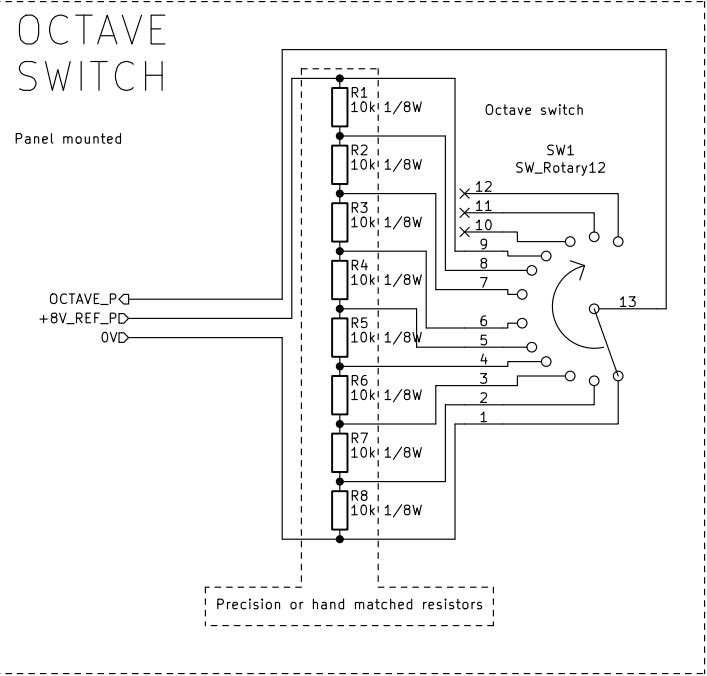 OCTAVE
SWITCH
Panel mounted
R1
10k 1/8W
R2
10k 1/8W
R3
10k 1/8W
R4
10k 1/8W
R5
10k 1/8W
R6
10k 1/8W
R7
10k 1/8W
R8
10k 1/8W
Octave switch
SW1
SW_Rotary12
12
11
10
9
8
7
6
5
4
3
2
1
13
OCTAVE_P
+8V_REF_P
0V
Precision or hand matched resistors